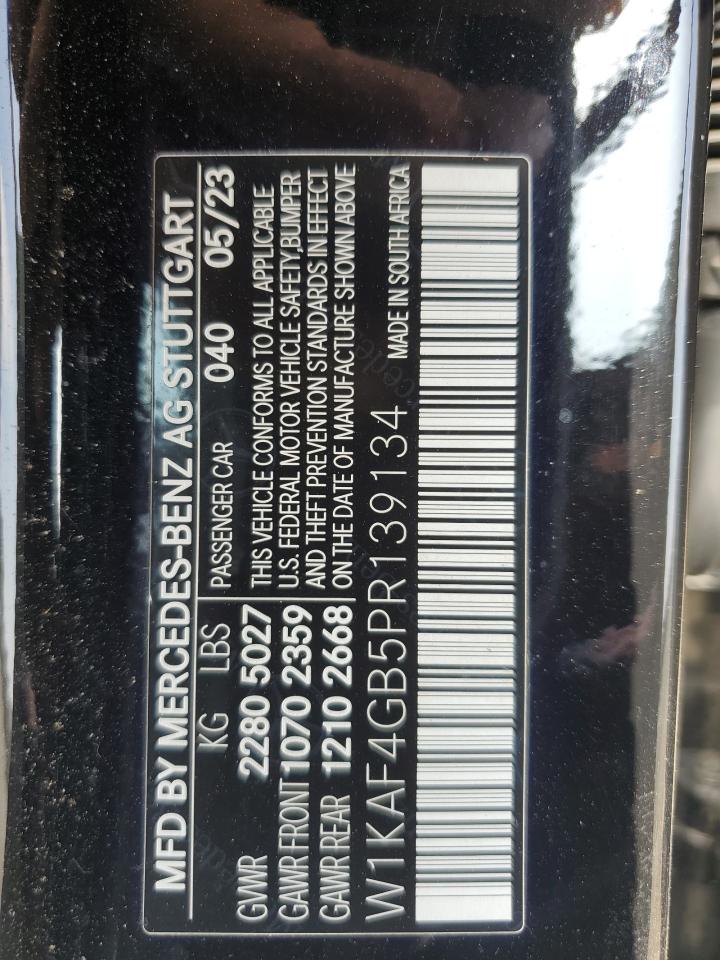 MFD BY MERCEDES-BENZ AG STUTTGART
KG LBS
GVWR 2280 5027
GAWR FRONT 1070 2359
GAWR REAR 1210 2668
PASSENGER CAR 040 05/23
THIS VEHICLE CONFORMS TO ALL APPLICABLE
U.S. FEDERAL MOTOR VEHICLE SAFETY,BUMPER
AND THEFT PREVENTION STANDARDS IN EFFECT
ON THE DATE OF MANUFACTURE SHOWN ABOVE
W1KAF4GB5PR139134
MADE IN SOUTH AFRICA